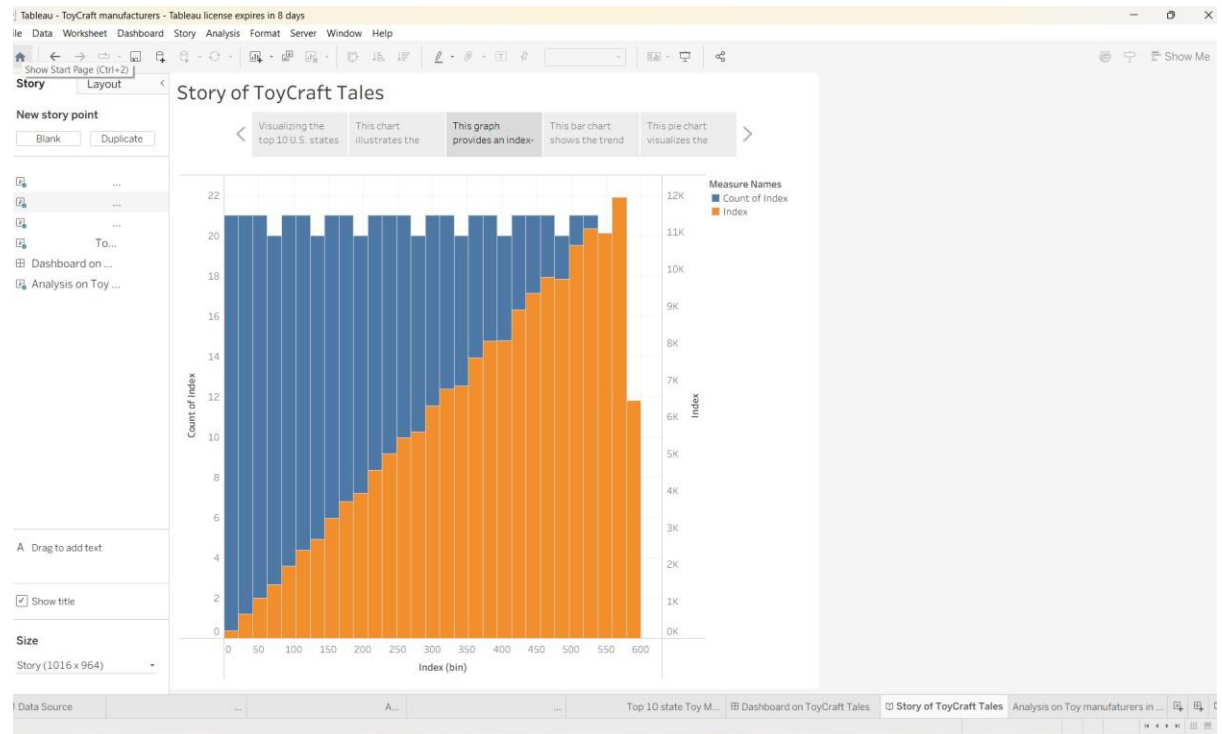 Tableau - ToyCraft manufacturers - Tableau license expires in 8 days
ile Data Worksheet Dashboard Story Analysis Format Server Window Help
Show Me
Show Start Page (Ctrl+2)
Story Layout
New story point
Blank Duplicate
...
...
...
To...
Dashboard on ...
Analysis on Toy ...
A Drag to add text
Show title
Size
Story (1016 x 964)
Story of ToyCraft Tales
Visualizing the
top 10 U.S. states
This chart
illustrates the
This graph
provides an index-
This bar chart
shows the trend
This pie chart
visualizes the
Count of Index
22
20
18
16
14
12
10
8
6
4
2
0
0 50 100 150 200 250 300 350 400 450 500 550 600
Index (bin)
12K
11K
10K
9K
8K
7K
6K
5K
4K
3K
2K
1K
0K
Index
Measure Names
Count of Index
Index
Data Source ... A... ... Top 10 state Toy M... Dashboard on ToyCraft Tales Story of ToyCraft Tales Analysis on Toy manufaturers in ...